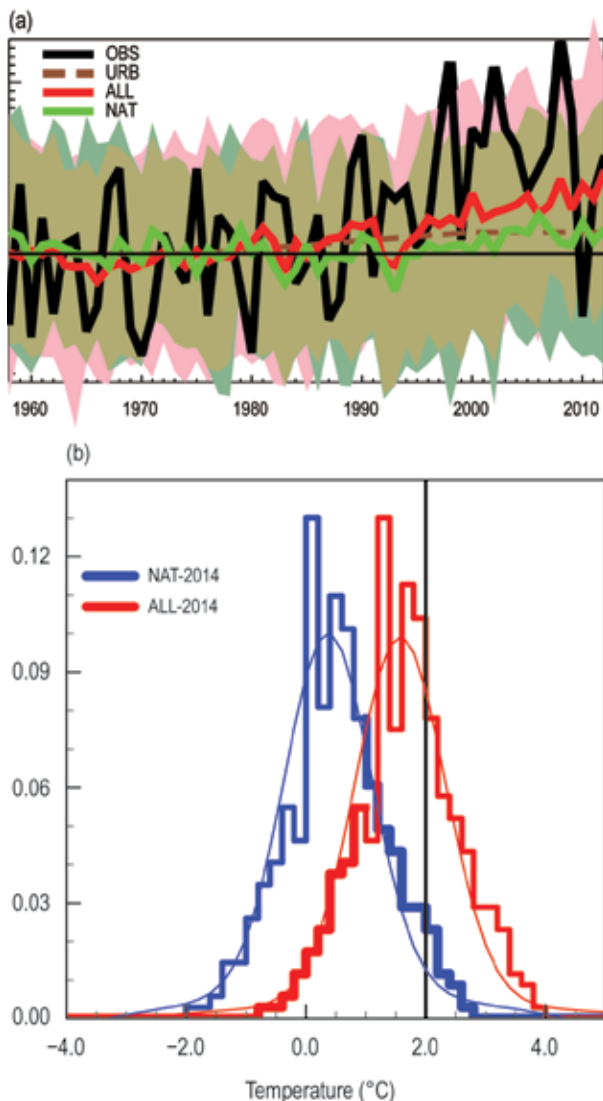 (a)
OBS
URB
ALL
NAT
1960 1970 1980 1990 2000 2010
(b)
0.12
NAT-2014
ALL-2014
0.09
0.06
0.03
0.00
−4.0 −2.0 0.0 2.0 4.0
Temperature (°C)